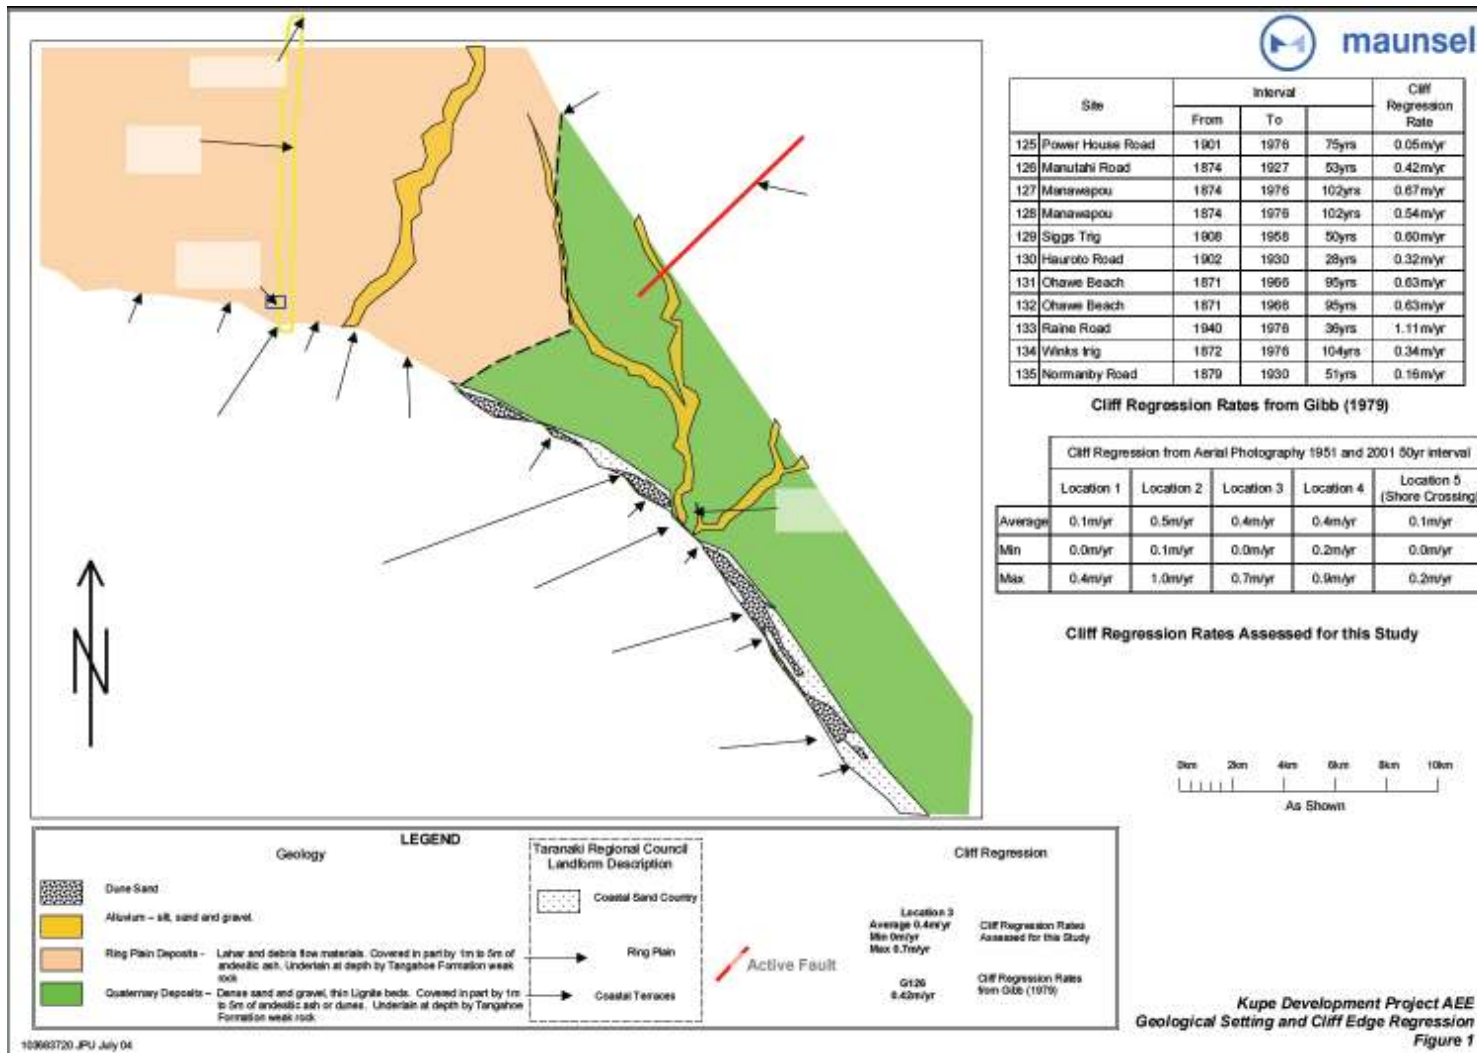 maunsel
Site Interval Cliff Regression Rate
From To
125 Power House Road 1901 1976 75yrs 0.05m/yr
126 Manutahi Road 1874 1927 53yrs 0.42m/yr
127 Manawapou 1874 1976 102yrs 0.67m/yr
128 Manawapou 1874 1976 102yrs 0.54m/yr
129 Siggs Trig 1908 1958 50yrs 0.60m/yr
130 Hauroto Road 1902 1930 28yrs 0.32m/yr
131 Ohawe Beach 1871 1966 95yrs 0.63m/yr
132 Ohawe Beach 1871 1966 95yrs 0.63m/yr
133 Raine Road 1940 1976 36yrs 1.11m/yr
134 Winks trig 1872 1976 104yrs 0.34m/yr
135 Normanby Road 1879 1930 51yrs 0.16m/yr
Cliff Regression Rates from Gibb (1979)
Cliff Regression from Aerial Photography 1951 and 2001 50yr interval
Location 1 Location 2 Location 3 Location 4 Location 5 (Shore Crossing)
Average 0.1m/yr 0.5m/yr 0.4m/yr 0.4m/yr 0.1m/yr
Min 0.0m/yr 0.1m/yr 0.0m/yr 0.2m/yr 0.0m/yr
Max 0.4m/yr 1.0m/yr 0.7m/yr 0.9m/yr 0.2m/yr
Cliff Regression Rates Assessed for this Study
N
0km 2km 4km 6km 8km 10km
As Shown
LEGEND
Geology
Dune Sand
Alluvium – silt, sand and gravel.
Ring Plain Deposits - Lahar and debris flow materials. Covered in part by 1m to 5m of
andesitic ash. Underlain at depth by Tangahoe Formation weak
rock
Quaternary Deposits – Dense sand and gravel, thin Lignite beds. Covered in part by 1m
to 5m of andesitic ash or dunes. Underlain at depth by Tangahoe
Formation weak rock
Taranaki Regional Council
Landform Description
Coastal Sand Country
Ring Plain
Coastal Terraces
Active Fault
Cliff Regression
Location 3
Average 0.4m/yr
Min 0m/yr
Max 0.7m/yr
Cliff Regression Rates
Assessed for this Study
G126
0.42m/yr
Cliff Regression Rates
from Gibb (1979)
Kupe Development Project AEE
Geological Setting and Cliff Edge Regression
Figure 1
JPU July 04